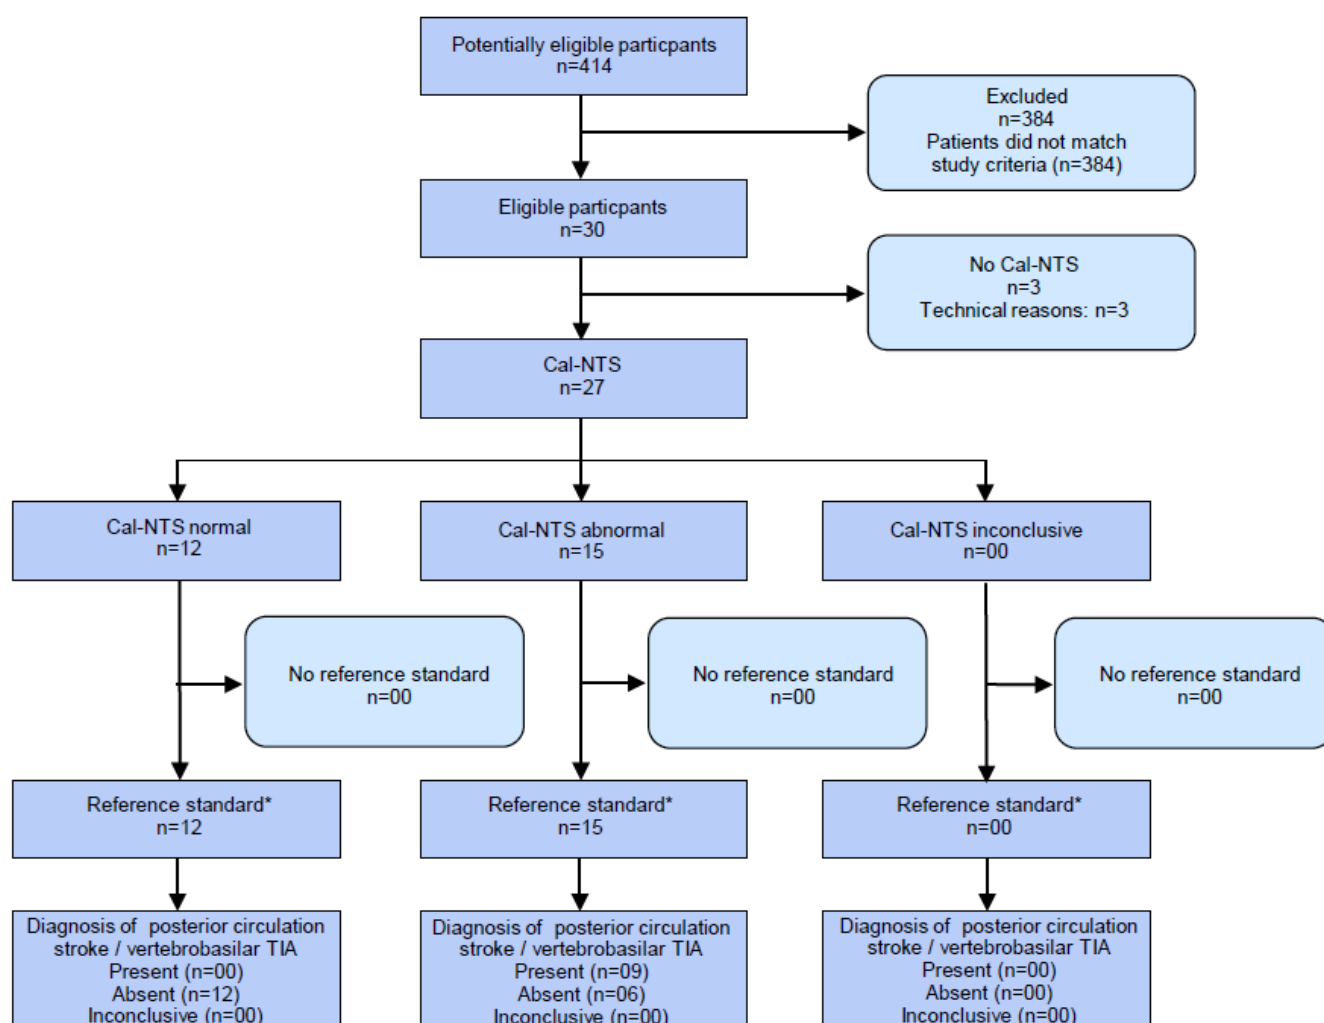 Potentially eligible particpants
n=414
Excluded
n=384
Patients did not match
study criteria (n=384)
Eligible particpants
n=30
No Cal-NTS
n=3
Technical reasons: n=3
Cal-NTS
n=27
Cal-NTS normal
n=12
Cal-NTS abnormal
n=15
Cal-NTS inconclusive
n=00
No reference standard
n=00
No reference standard
n=00
No reference standard
n=00
Reference standard*
n=12
Reference standard*
n=15
Reference standard*
n=00
Diagnosis of posterior circulation
stroke / vertebrobasilar TIA
Present (n=00)
Absent (n=12)
Inconclusive (n=00)
Diagnosis of posterior circulation
stroke / vertebrobasilar TIA
Present (n=09)
Absent (n=06)
Inconclusive (n=00)
Diagnosis of posterior circulation
stroke / vertebrobasilar TIA
Present (n=00)
Absent (n=00)
Inconclusive (n=00)